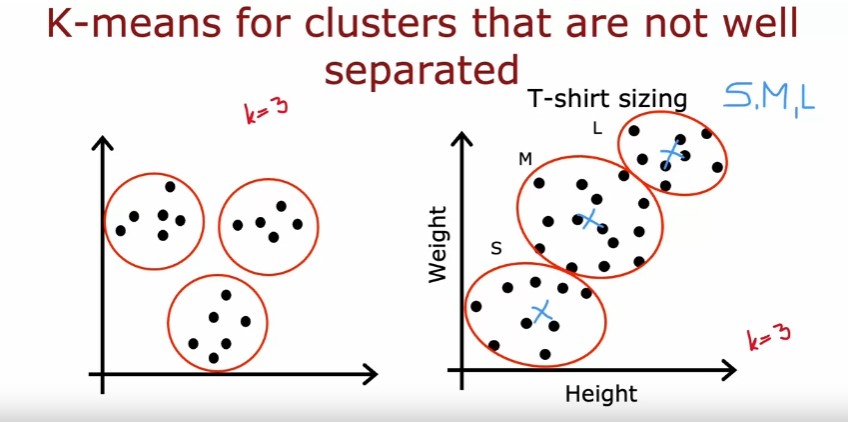 K-means for clusters that are not well
separated
k=3
T-shirt sizing
S,M,L
L
M
S
Weight
Height
k=3